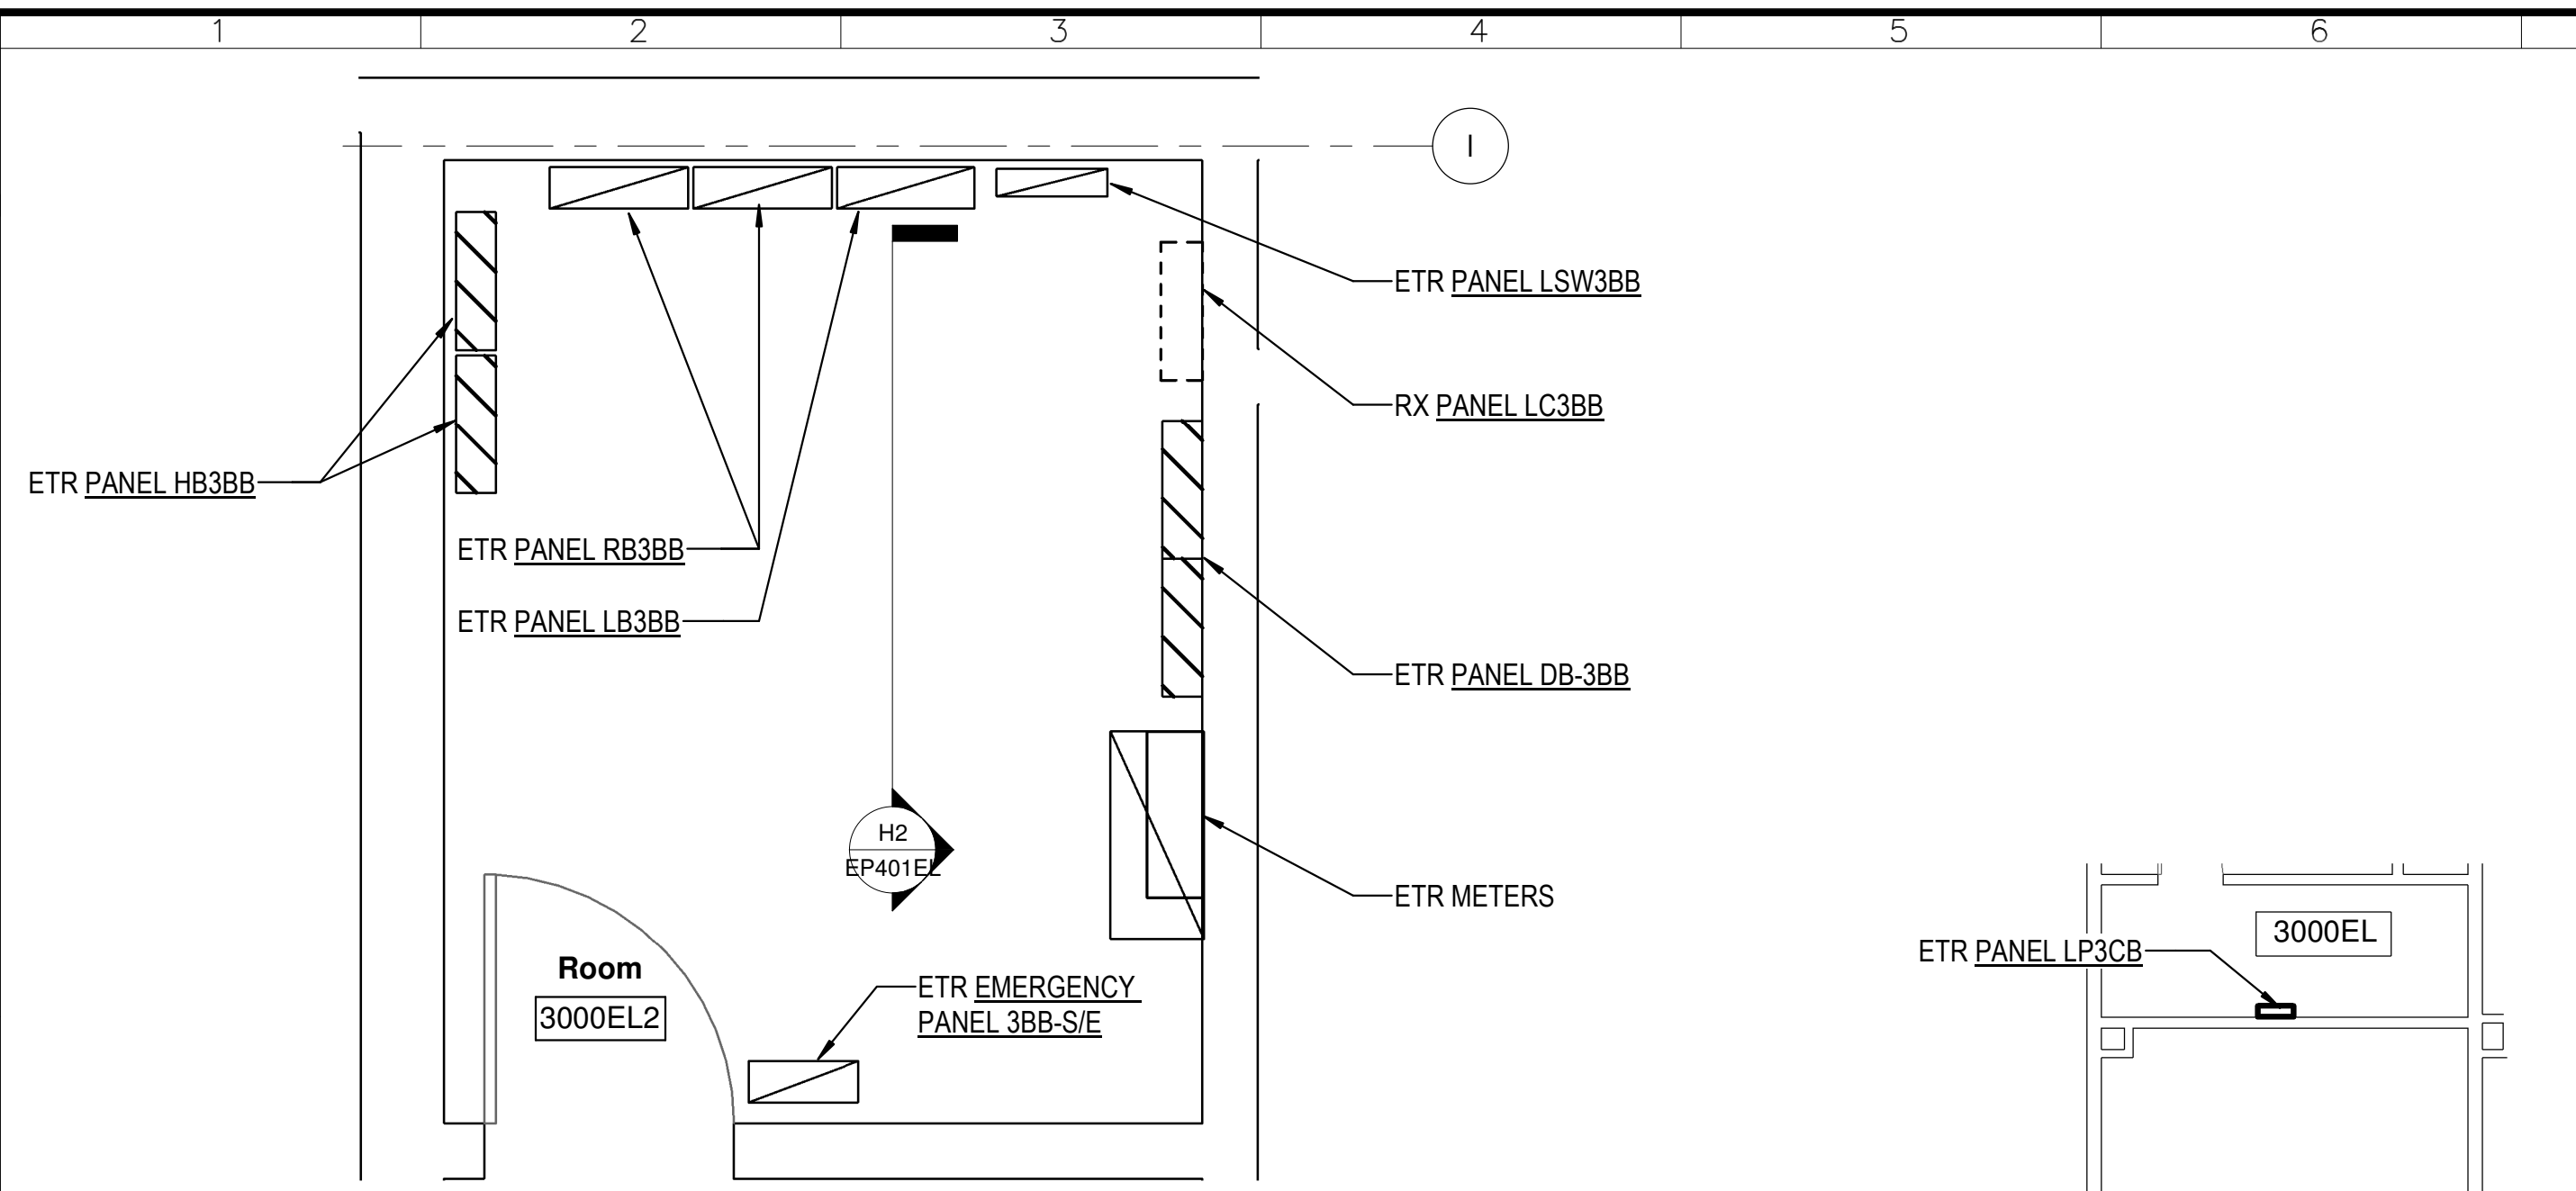 1 2 3 4 5 6
I
ETR PANEL LSW3BB
RX PANEL LC3BB
ETR PANEL HB3BB
ETR PANEL RB3BB
ETR PANEL LB3BB
ETR PANEL DB-3BB
H2
EP401EL
ETR METERS
3000EL
ETR PANEL LP3CB
Room
3000EL2
ETR EMERGENCY
PANEL 3BB-S/E